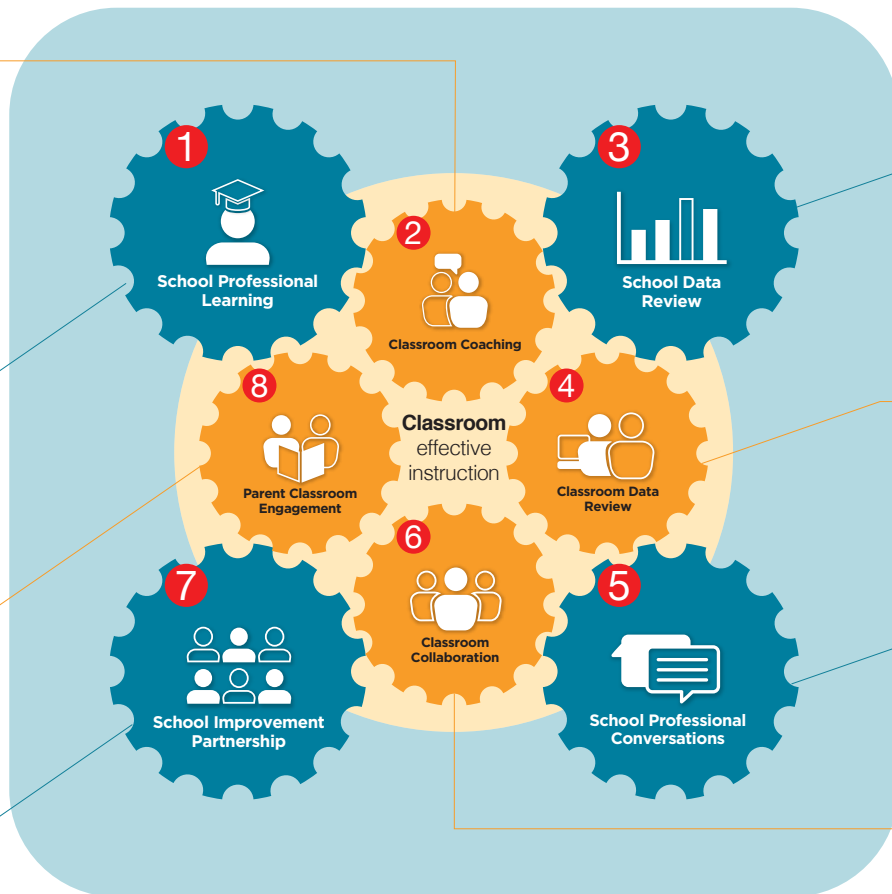 1
School Professional
Learning
2
Classroom Coaching
3
School Data
Review
4
Classroom Data
Review
5
School Professional
Conversations
6
Classroom
Collaboration
7
School Improvement
Partnership
8
Parent Classroom
Engagement
Classroom
effective
instruction